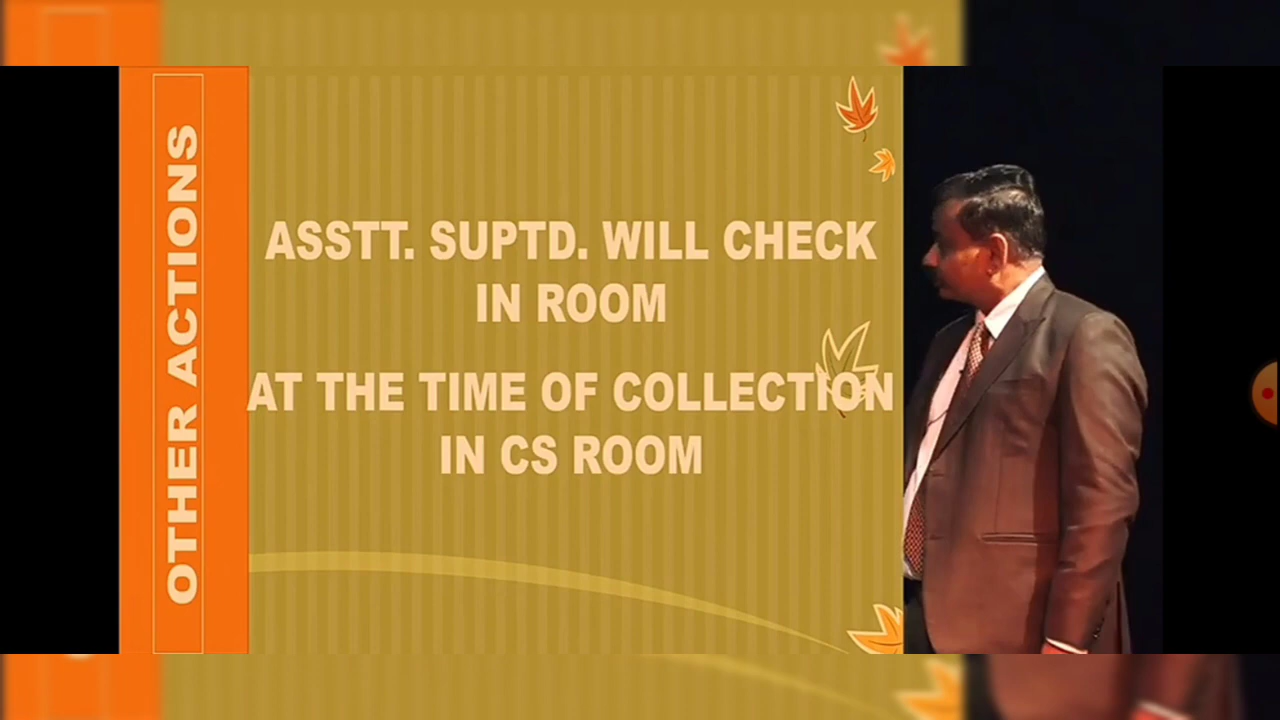 OTHER ACTIONS
ASSTT. SUPTD. WILL CHECK
IN ROOM
AT THE TIME OF COLLECTION
IN CS ROOM